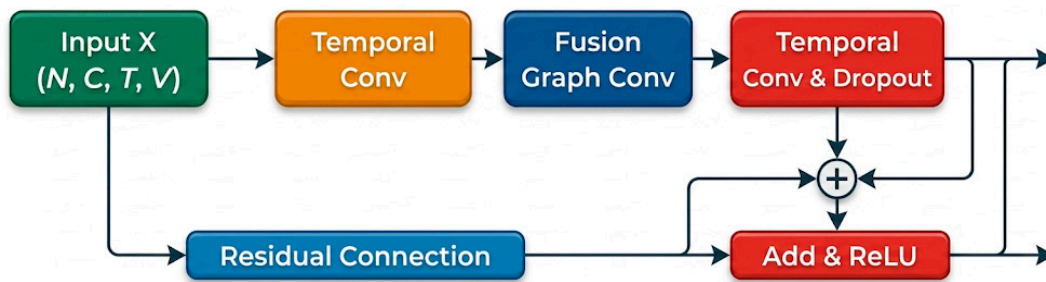 Input X
(N, C, T, V)
Temporal
Conv
Fusion
Graph Conv
Temporal
Conv & Dropout
+
Residual Connection
Add & ReLU